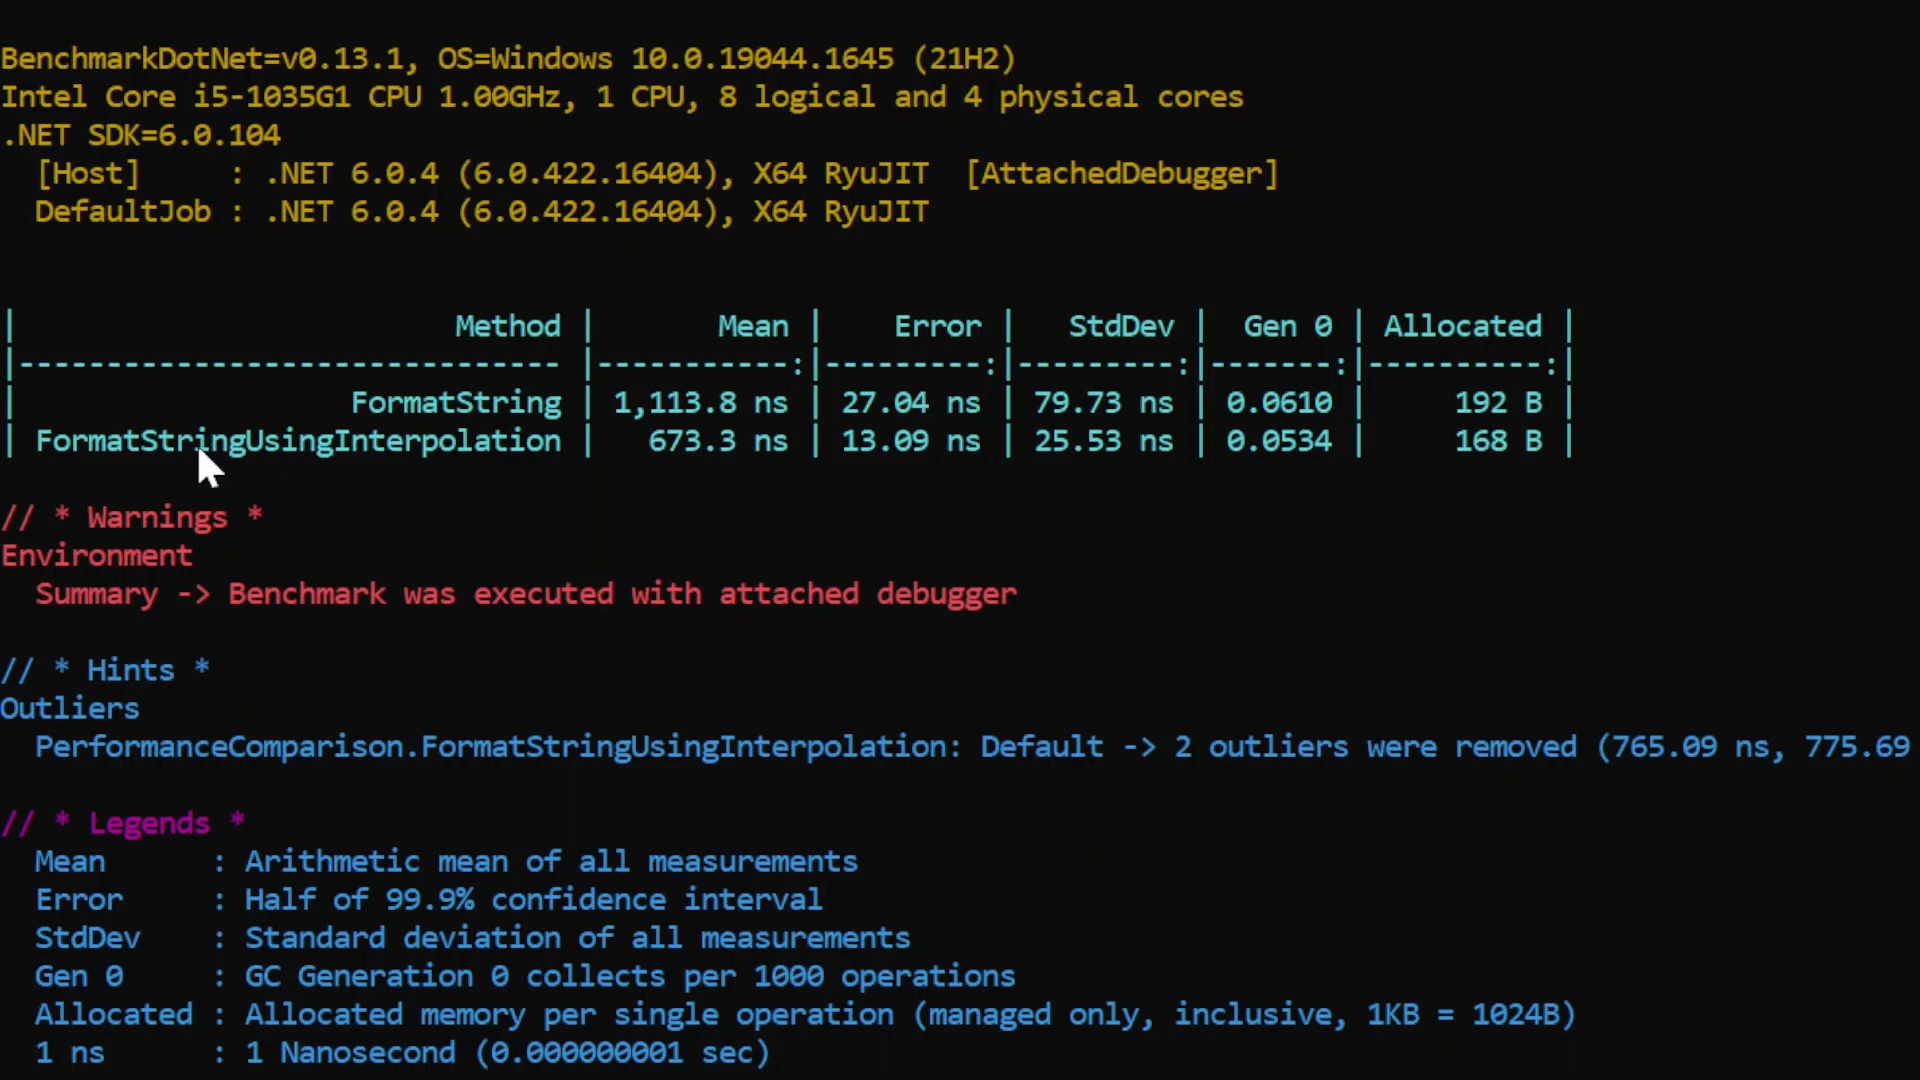 BenchmarkDotNet=v0.13.1, OS=Windows 10.0.19044.1645 (21H2)
Intel Core i5-1035G1 CPU 1.00GHz, 1 CPU, 8 logical and 4 physical cores
.NET SDK=6.0.104
  [Host]     : .NET 6.0.4 (6.0.422.16404), X64 RyuJIT  [AttachedDebugger]
  DefaultJob : .NET 6.0.4 (6.0.422.16404), X64 RyuJIT
|                         Method |       Mean |    Error |   StdDev |  Gen 0 | Allocated |
|------------------------------- |-----------:|---------:|---------:|-------:|----------:|
|                   FormatString | 1,113.8 ns | 27.04 ns | 79.73 ns | 0.0610 |     192 B |
| FormatStringUsingInterpolation |   673.3 ns | 13.09 ns | 25.53 ns | 0.0534 |     168 B |
// * Warnings *
Environment
  Summary -> Benchmark was executed with attached debugger
// * Hints *
Outliers
  PerformanceComparison.FormatStringUsingInterpolation: Default -> 2 outliers were removed (765.09 ns, 775.69
// * Legends *
  Mean      : Arithmetic mean of all measurements
  Error     : Half of 99.9% confidence interval
  StdDev    : Standard deviation of all measurements
  Gen 0     : GC Generation 0 collects per 1000 operations
  Allocated : Allocated memory per single operation (managed only, inclusive, 1KB = 1024B)
  1 ns      : 1 Nanosecond (0.000000001 sec)